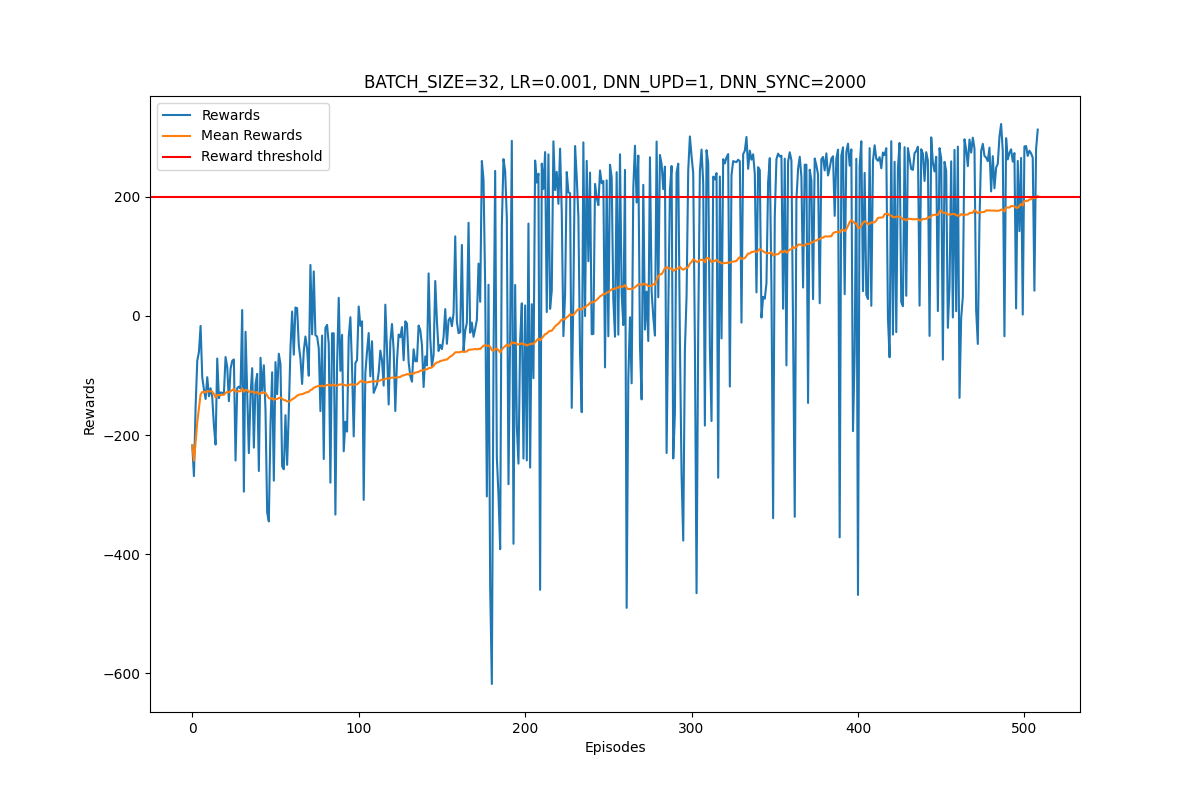 BATCH_SIZE=32, LR=0.001, DNN_UPD=1, DNN_SYNC=2000
Rewards
Mean Rewards
Reward threshold
200
0
−200
−400
−600
Rewards
0 100 200 300 400 500
Episodes